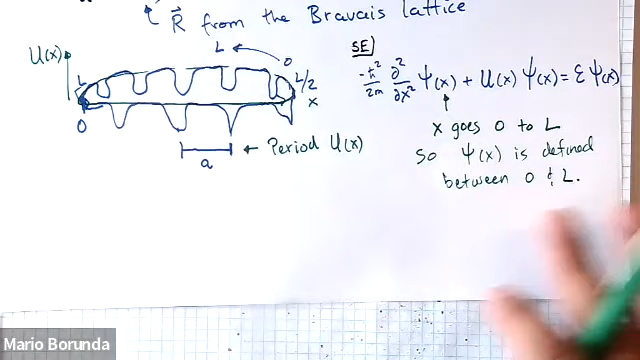 R⃗ from the Bravais lattice
U(x)
L
0
L
L/2
x
0
a
← Period U(x)
SE)
-ħ²/2m ∂²/∂x² Ψ(x) + U(x) Ψ(x) = ε Ψ(x)
x goes 0 to L
so Ψ(x) is defined
between 0 & L.
Mario Borunda